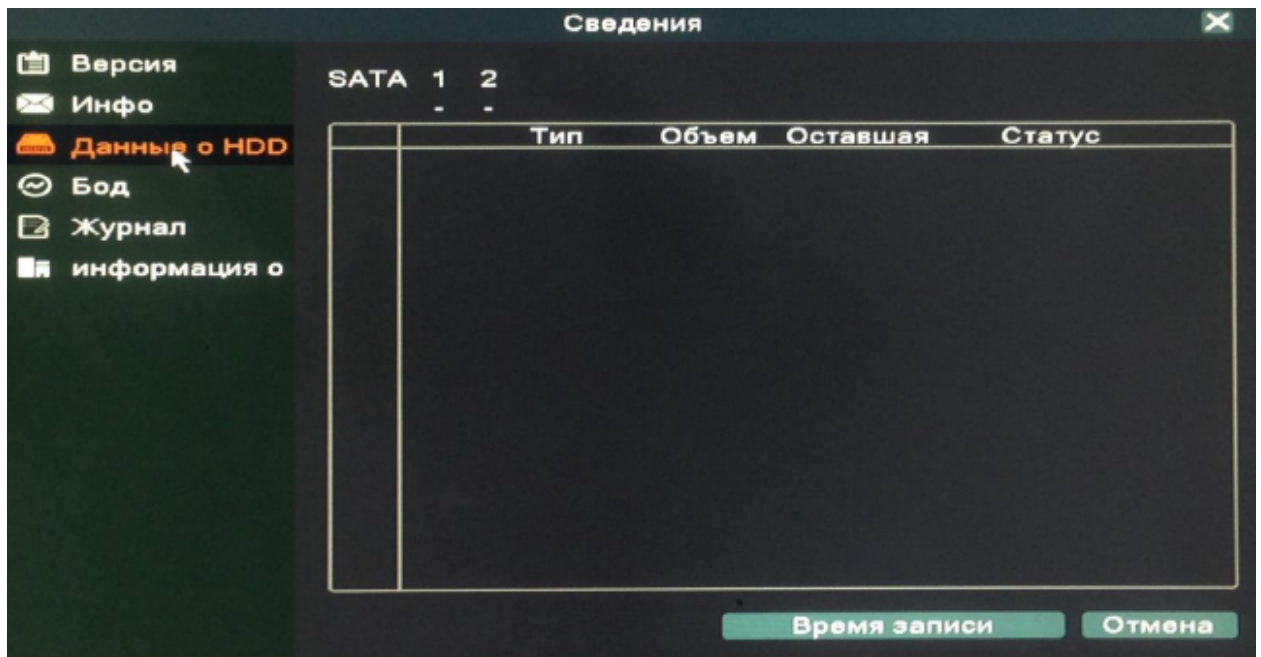 Сведения
Версия
Инфо
Данные о HDD
Бод
Журнал
информация о
SATA 1 2
- -
Тип Объем Оставшая Статус
Время записи Отмена